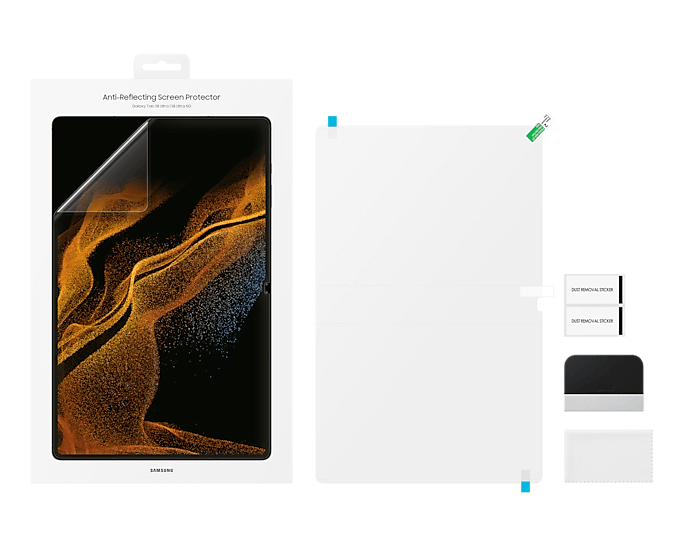 Anti-Reflecting Screen Protector
Galaxy Tab S8 Ultra | S8 Ultra 5G
SAMSUNG
DUST REMOVAL STICKER
DUST REMOVAL STICKER